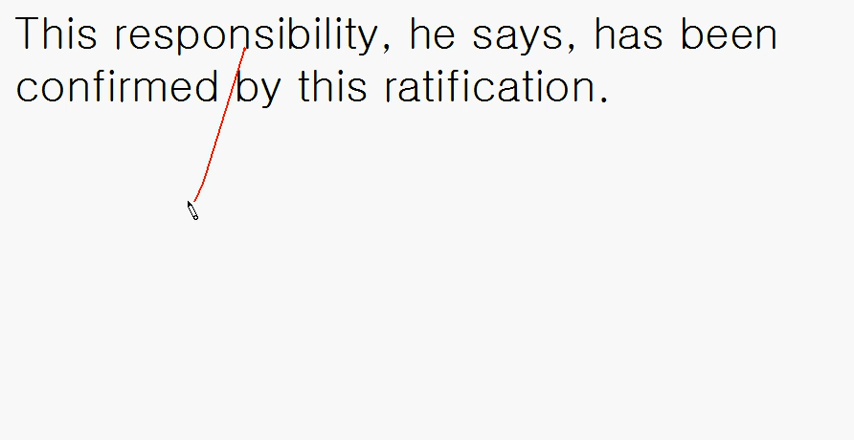 This responsibility, he says, has been
confirmed by this ratification.